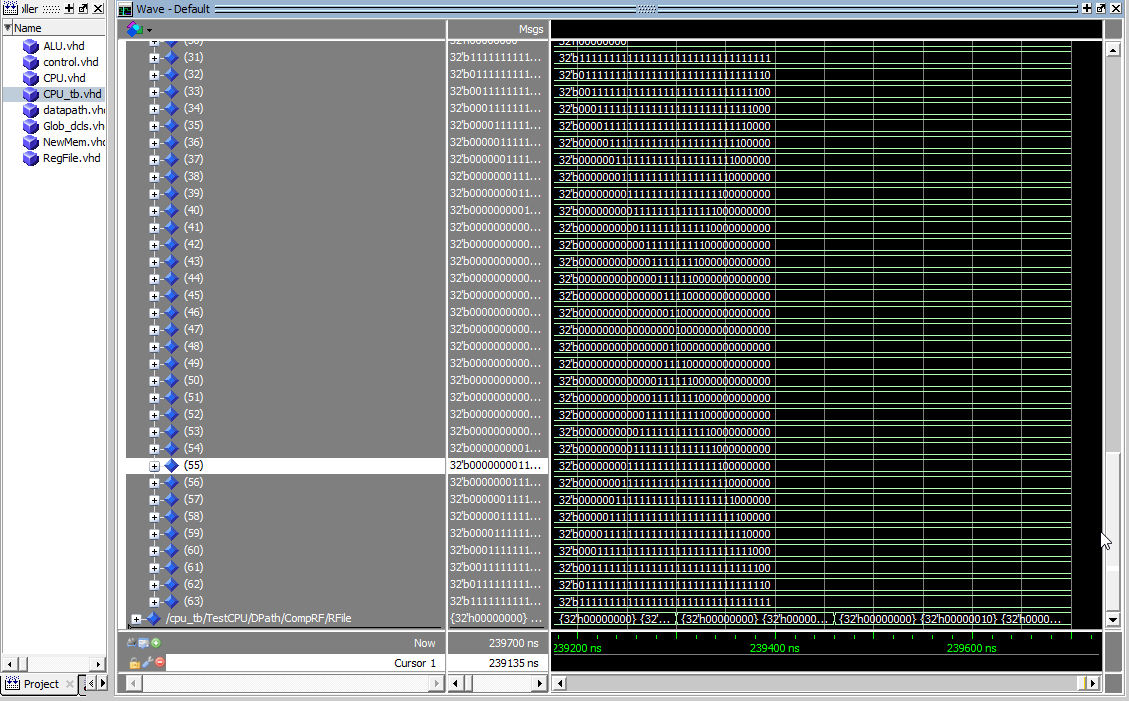 oller
Wave - Default
Name
Msgs
ALU.vhd
control.vhd
CPU.vhd
CPU_tb.vhd
datapath.vh
Glob_dcls.vh
NewMem.vh
RegFile.vhd
(31) 32'b1111111111... 32'b11111111111111111111111111111111
(32) 32'b0111111111... 32'b01111111111111111111111111111110
(33) 32'b0011111111... 32'b00111111111111111111111111111100
(34) 32'b0001111111... 32'b00011111111111111111111111111000
(35) 32'b0000111111... 32'b00001111111111111111111111110000
(36) 32'b0000011111... 32'b00000111111111111111111111100000
(37) 32'b0000001111... 32'b00000011111111111111111111000000
(38) 32'b0000000111... 32'b00000001111111111111111110000000
(39) 32'b0000000011... 32'b00000000111111111111111100000000
(40) 32'b0000000001... 32'b00000000011111111111111000000000
(41) 32'b0000000000... 32'b00000000001111111111110000000000
(42) 32'b0000000000... 32'b00000000000111111111100000000000
(43) 32'b0000000000... 32'b00000000000011111111000000000000
(44) 32'b0000000000... 32'b00000000000001111110000000000000
(45) 32'b0000000000... 32'b00000000000000111100000000000000
(46) 32'b0000000000... 32'b00000000000000011000000000000000
(47) 32'b0000000000... 32'b00000000000000001000000000000000
(48) 32'b0000000000... 32'b00000000000000011000000000000000
(49) 32'b0000000000... 32'b00000000000000111100000000000000
(50) 32'b0000000000... 32'b00000000000001111110000000000000
(51) 32'b0000000000... 32'b00000000000011111111000000000000
(52) 32'b0000000000... 32'b00000000000111111111100000000000
(53) 32'b0000000000... 32'b00000000001111111111110000000000
(54) 32'b0000000001... 32'b00000000011111111111111000000000
(55) 32'b0000000011... 32'b00000000111111111111111100000000
(56) 32'b0000000111... 32'b00000001111111111111111110000000
(57) 32'b0000001111... 32'b00000011111111111111111111000000
(58) 32'b0000011111... 32'b00000111111111111111111111100000
(59) 32'b0000111111... 32'b00001111111111111111111111110000
(60) 32'b0001111111... 32'b00011111111111111111111111111000
(61) 32'b0011111111... 32'b00111111111111111111111111111100
(62) 32'b0111111111... 32'b01111111111111111111111111111110
(63) 32'b1111111111... 32'b11111111111111111111111111111111
/cpu_tb/TestCPU/DPath/CompRF/RFile {32'h00000000} ... {32'h00000000} {32'... {32'h00000000} {32'h00000... {32'h00000000} {32'h00000010} {32'h0000...
Now 239700 ns 239200 ns 239400 ns 239600 ns
Cursor 1 239135 ns
Project